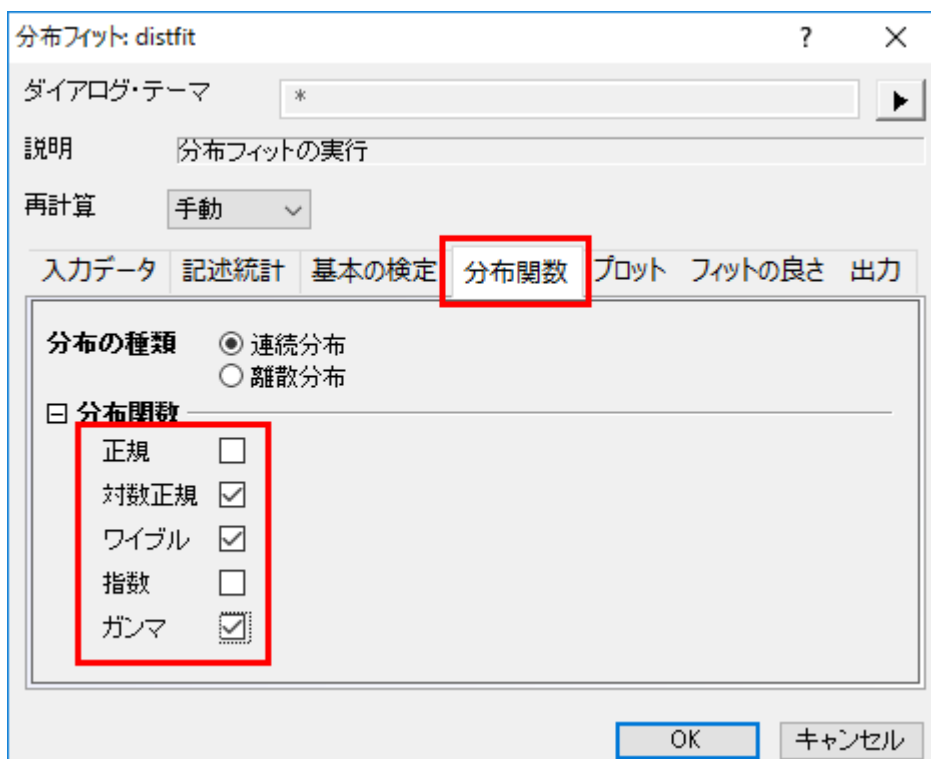 分布フィット: distfit ? ×
ダイアログ・テーマ *
説明 分布フィットの実行
再計算 手動
入力データ 記述統計 基本の検定 分布関数 プロット フィットの良さ 出力
分布の種類 連続分布
離散分布
分布関数
正規
対数正規
ワイブル
指数
ガンマ
OK キャンセル